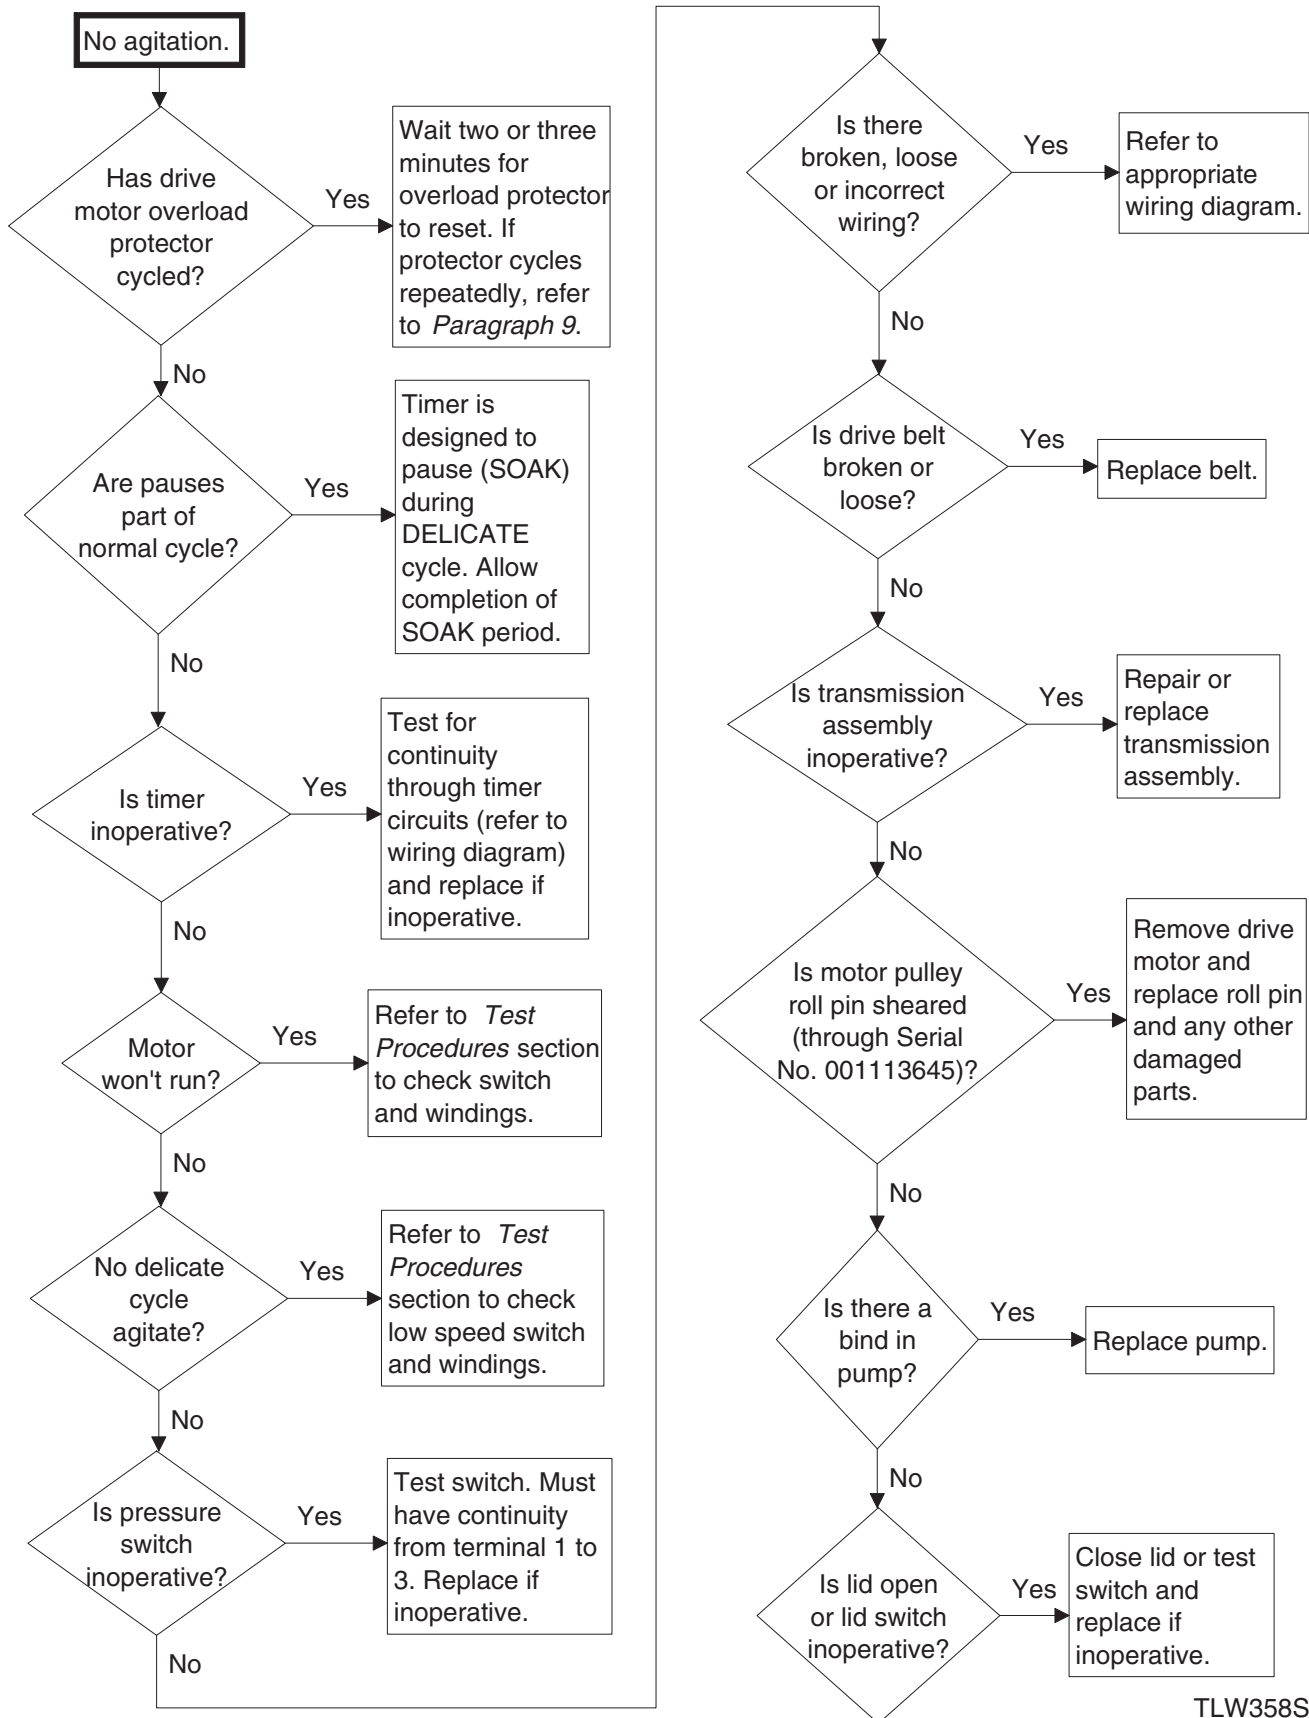 No agitation.
Has drive
motor overload
protector
cycled?
Yes
Wait two or three
minutes for
overload protector
to reset. If
protector cycles
repeatedly, refer
to Paragraph 9.
No
Are pauses
part of
normal cycle?
Yes
Timer is
designed to
pause (SOAK)
during
DELICATE
cycle. Allow
completion of
SOAK period.
No
Is timer
inoperative?
Yes
Test for
continuity
through timer
circuits (refer to
wiring diagram)
and replace if
inoperative.
No
Motor
won't run?
Yes
Refer to Test
Procedures section
to check switch
and windings.
No
No delicate
cycle
agitate?
Yes
Refer to Test
Procedures
section to check
low speed switch
and windings.
No
Is pressure
switch
inoperative?
Yes
Test switch. Must
have continuity
from terminal 1 to
3. Replace if
inoperative.
No
Is there
broken, loose
or incorrect
wiring?
Yes
Refer to
appropriate
wiring diagram.
No
Is drive belt
broken or
loose?
Yes
Replace belt.
No
Is transmission
assembly
inoperative?
Yes
Repair or
replace
transmission
assembly.
No
Is motor pulley
roll pin sheared
(through Serial
No. 001113645)?
Yes
Remove drive
motor and
replace roll pin
and any other
damaged
parts.
No
Is there a
bind in
pump?
Yes
Replace pump.
No
Is lid open
or lid switch
inoperative?
Yes
Close lid or test
switch and
replace if
inoperative.
TLW358S